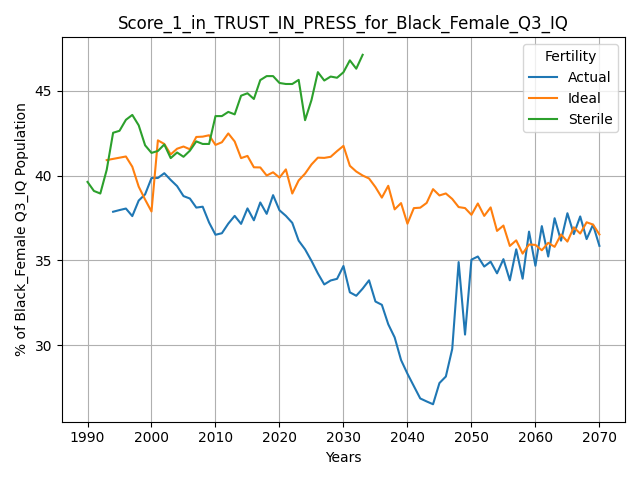 Score_1_in_TRUST_IN_PRESS_for_Black_Female_Q3_IQ
Fertility
Actual
Ideal
Sterile
% of Black_Female Q3_IQ Population
45
40
35
30
1990 2000 2010 2020 2030 2040 2050 2060 2070
Years